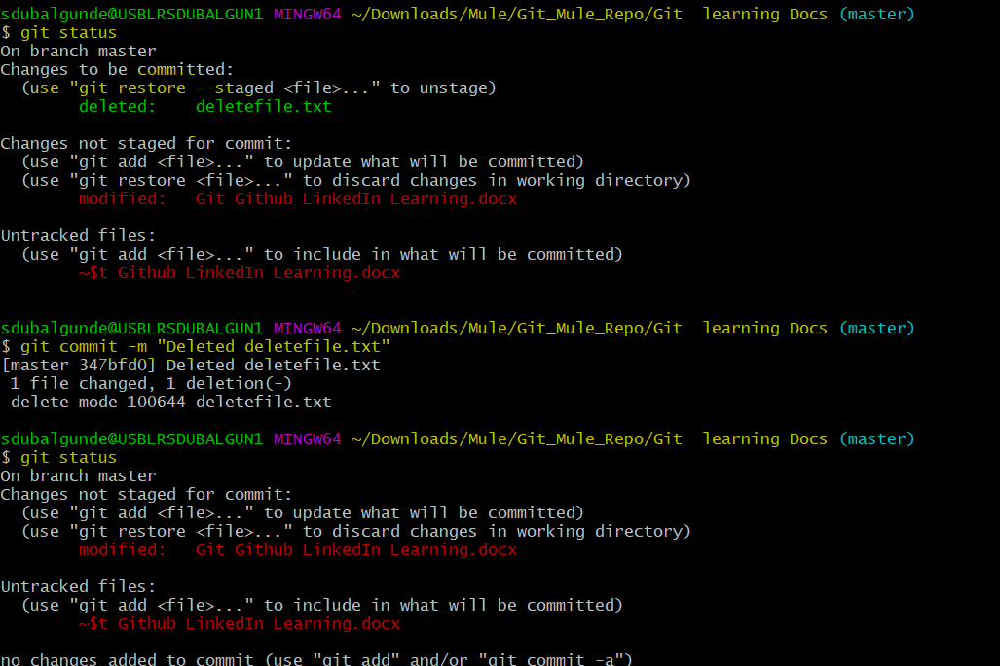 sdubalgunde@USBLRSDUBALGUN1 MINGW64 ~/Downloads/Mule/Git_Mule_Repo/Git  learning Docs (master)
$ git status
On branch master
Changes to be committed:
  (use "git restore --staged <file>..." to unstage)
        deleted:    deletefile.txt

Changes not staged for commit:
  (use "git add <file>..." to update what will be committed)
  (use "git restore <file>..." to discard changes in working directory)
        modified:   Git Github LinkedIn Learning.docx

Untracked files:
  (use "git add <file>..." to include in what will be committed)
        ~$t Github LinkedIn Learning.docx


sdubalgunde@USBLRSDUBALGUN1 MINGW64 ~/Downloads/Mule/Git_Mule_Repo/Git  learning Docs (master)
$ git commit -m "Deleted deletefile.txt"
[master 347bfd0] Deleted deletefile.txt
 1 file changed, 1 deletion(-)
 delete mode 100644 deletefile.txt

sdubalgunde@USBLRSDUBALGUN1 MINGW64 ~/Downloads/Mule/Git_Mule_Repo/Git  learning Docs (master)
$ git status
On branch master
Changes not staged for commit:
  (use "git add <file>..." to update what will be committed)
  (use "git restore <file>..." to discard changes in working directory)
        modified:   Git Github LinkedIn Learning.docx

Untracked files:
  (use "git add <file>..." to include in what will be committed)
        ~$t Github LinkedIn Learning.docx

no changes added to commit (use "git add" and/or "git commit -a")